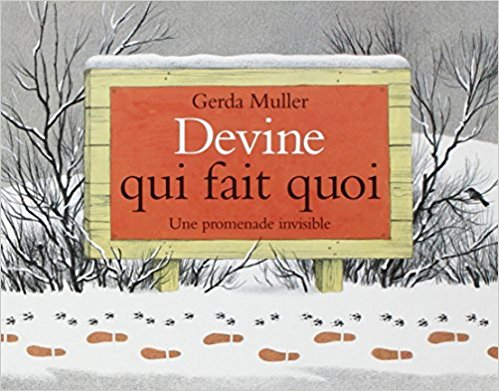 Gerda Muller
Devine
qui fait quoi
Une promenade invisible